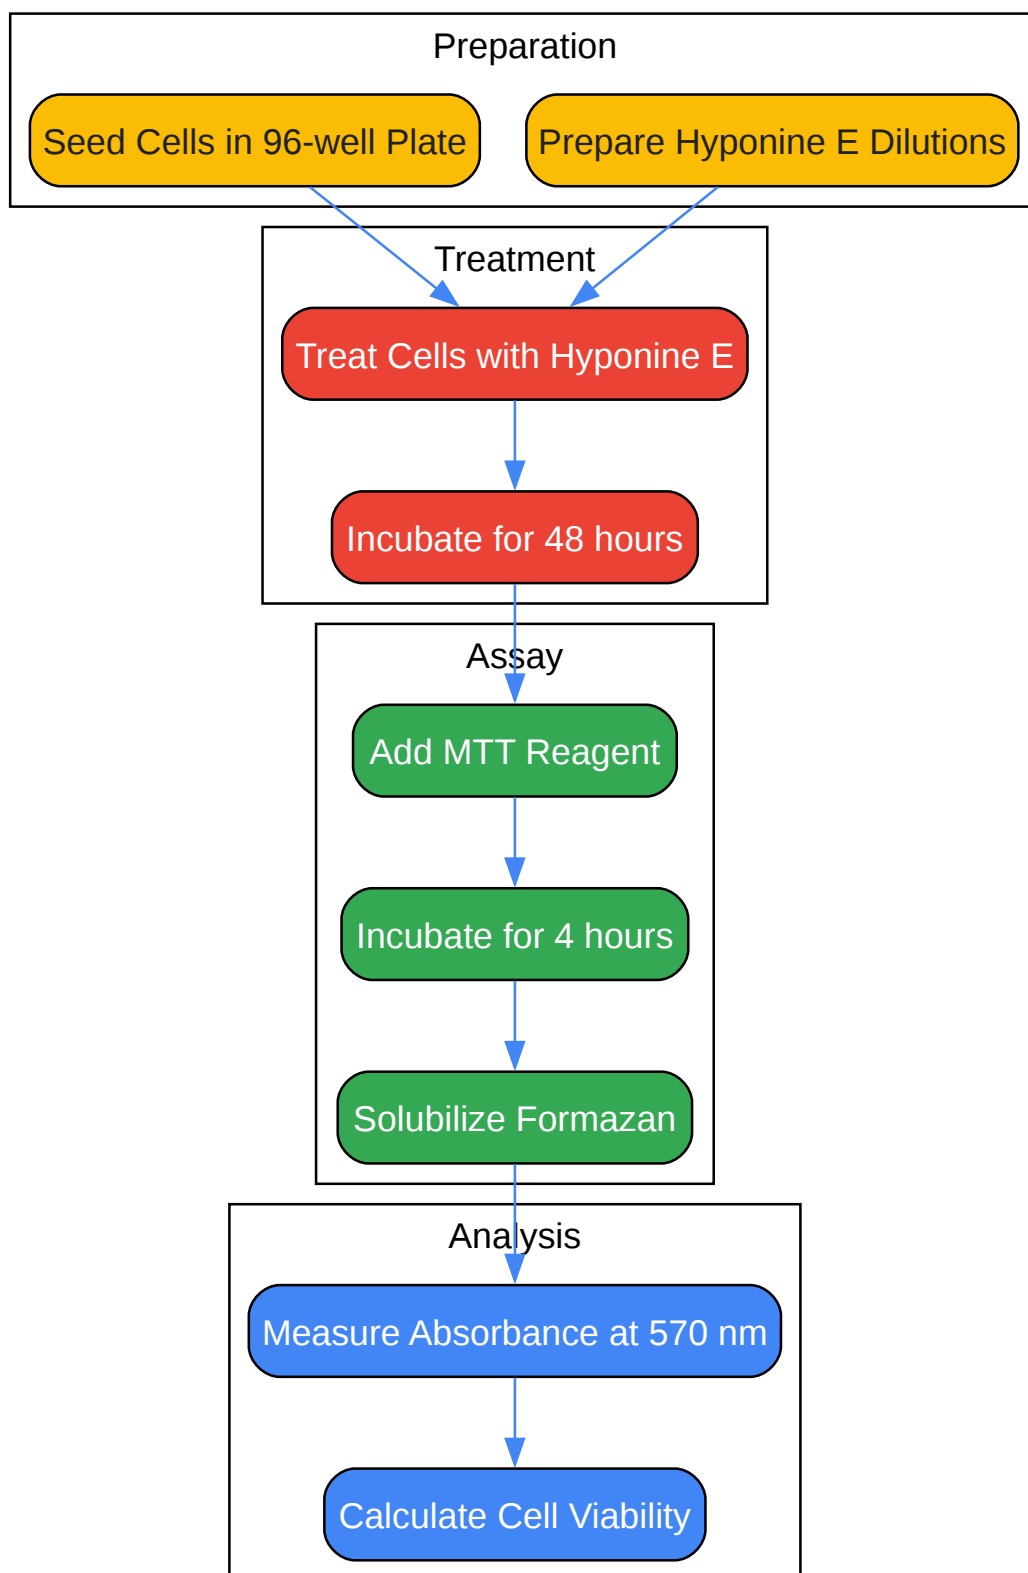 Preparation
Seed Cells in 96-well Plate
Prepare Hyponine E Dilutions
Treatment
Treat Cells with Hyponine E
Incubate for 48 hours
Assay
Add MTT Reagent
Incubate for 4 hours
Solubilize Formazan
Analysis
Measure Absorbance at 570 nm
Calculate Cell Viability